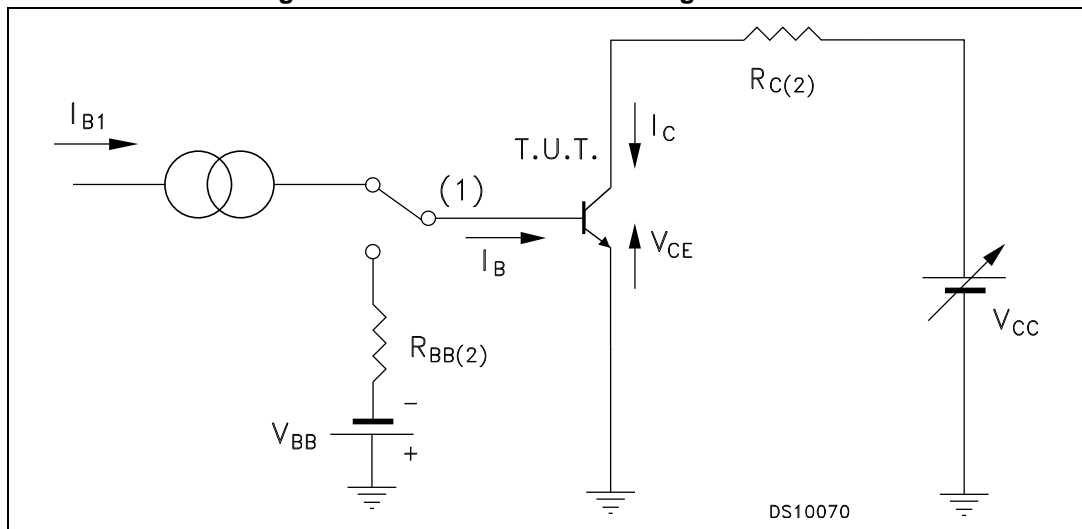 I_B1
R_C(2)
I_C
T.U.T.
(1)
V_CE
I_B
R_BB(2)
V_CC
-
V_BB
+
DS10070